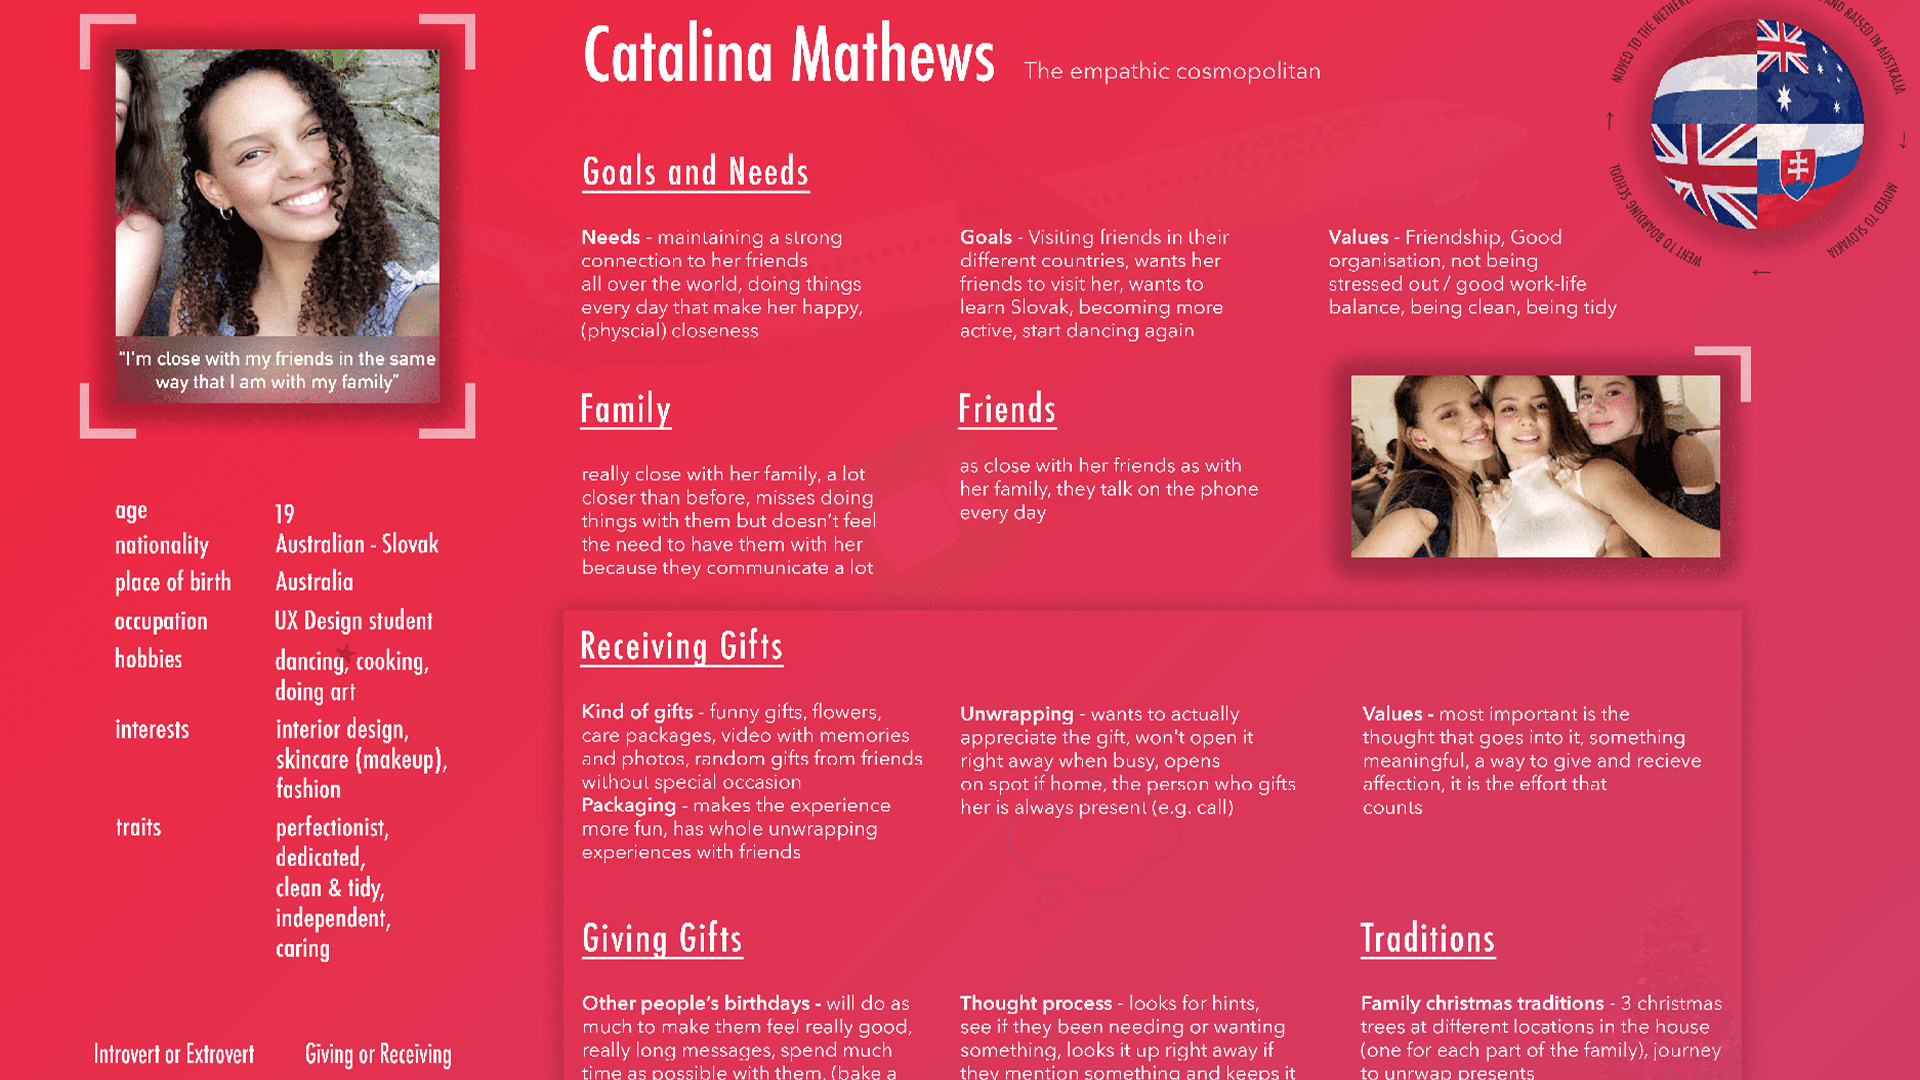 Catalina Mathews
The empathic cosmopolitan
MOVED TO THE
AND RAISED IN AUSTRALIA
MOVED TO SLOVAKIA
WENT TO BOARDING SCHOOL
QANTAS
"I'm close with my friends in the same
way that I am with my family"
age 19
nationality Australian - Slovak
place of birth Australia
occupation UX Design student
hobbies dancing, cooking,
doing art
interests interior design,
skincare (makeup),
fashion
traits perfectionist,
dedicated,
clean & tidy,
independent,
caring
Introvert or Extrovert
Giving or Receiving
Goals and Needs
Needs - maintaining a strong
connection to her friends
all over the world, doing things
every day that make her happy,
(physcial) closeness
Goals - Visiting friends in their
different countries, wants her
friends to visit her, wants to
learn Slovak, becoming more
active, start dancing again
Values - Friendship, Good
organisation, not being
stressed out / good work-life
balance, being clean, being tidy
Family
really close with her family, a lot
closer than before, misses doing
things with them but doesn't feel
the need to have them with her
because they communicate a lot
Friends
as close with her friends as with
her family, they talk on the phone
every day
Receiving Gifts
Kind of gifts - funny gifts, flowers,
care packages, video with memories
and photos, random gifts from friends
without special occasion
Packaging - makes the experience
more fun, has whole unwrapping
experiences with friends
Unwrapping - wants to actually
appreciate the gift, won't open it
right away when busy, opens
on spot if home, the person who gifts
her is always present (e.g. call)
Values - most important is the
thought that goes into it, something
meaningful, a way to give and recieve
affection, it is the effort that
counts
Giving Gifts
Other people's birthdays - will do as
much to make them feel really good,
really long messages, spend much
time as possible with them, (bake a
Thought process - looks for hints,
see if they been needing or wanting
something, looks it up right away if
they mention something and keeps it
Traditions
Family christmas traditions - 3 christmas
trees at different locations in the house
(one for each part of the family), journey
to unrwap presents